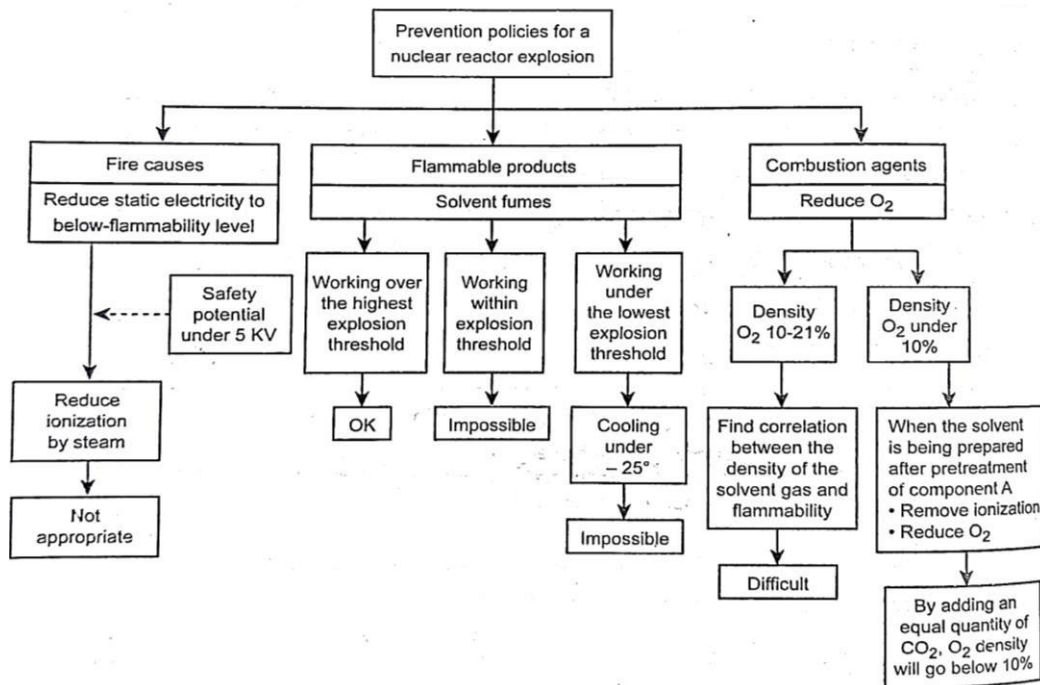 Prevention policies for a
nuclear reactor explosion
Fire causes
Reduce static electricity to
below-flammability level
Safety
potential
under 5 KV
Reduce
ionization
by steam
Not
appropriate
Flammable products
Solvent fumes
Working over
the highest
explosion
threshold
OK
Working
within
explosion
threshold
Impossible
Working
under
the lowest
explosion
threshold
Cooling
under
– 25°
Impossible
Combustion agents
Reduce O₂
Density
O₂ 10-21%
Find correlation
between the
density of the
solvent gas and
flammability
Difficult
Density
O₂ under
10%
When the solvent
is being prepared
after pretreatment
of component A
• Remove ionization
• Reduce O₂
By adding an
equal quantity of
CO₂, O₂ density
will go below 10%